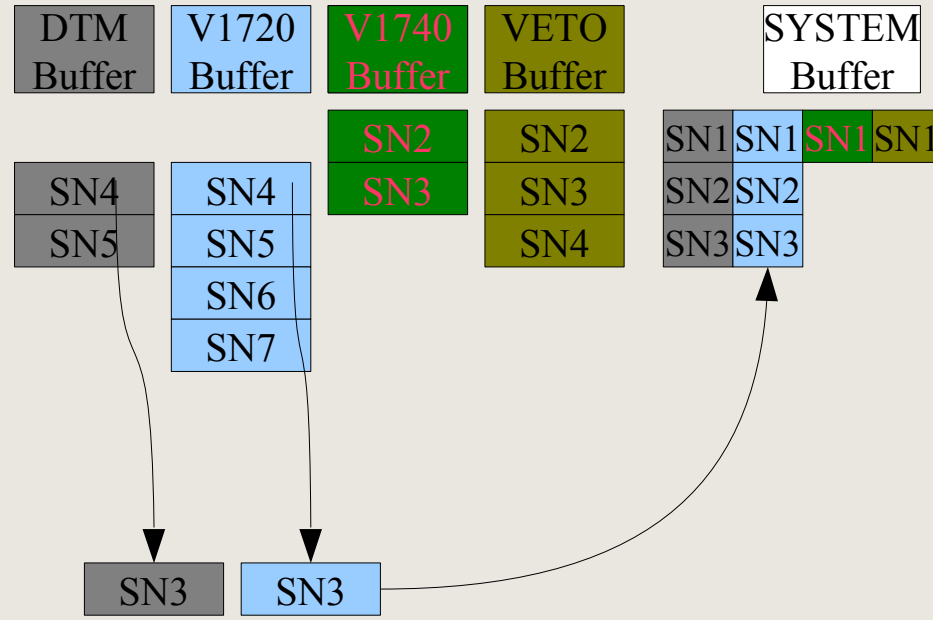 DTM
Buffer
V1720
Buffer
V1740
Buffer
VETO
Buffer
SYSTEM
Buffer
SN2
SN2
SN1
SN1
SN1
SN1
SN4
SN4
SN3
SN3
SN2
SN2
SN5
SN5
SN4
SN3
SN3
SN6
SN7
SN3
SN3